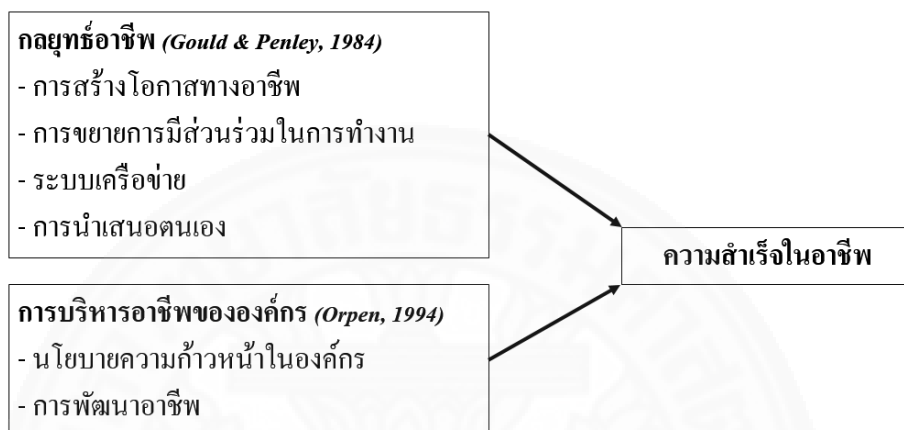 กลยุทธ์อาชีพ (Gould & Penley, 1984)
- การสร้างโอกาสทางอาชีพ
- การขยายการมีส่วนร่วมในการทำงาน
- ระบบเครือข่าย
- การนำเสนอตนเอง
ความสำเร็จในอาชีพ
การบริหารอาชีพขององค์กร (Orpen, 1994)
- นโยบายความก้าวหน้าในองค์กร
- การพัฒนาอาชีพ